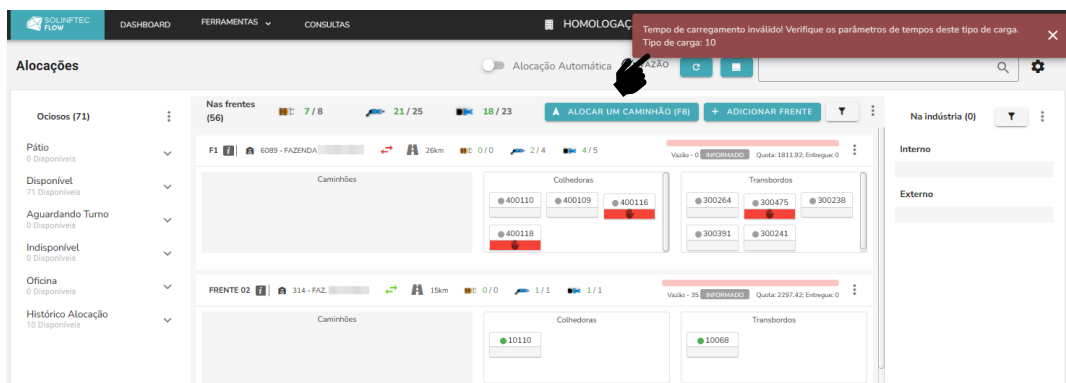 SOLINFTEC
FLOW
DASHBOARD
FERRAMENTAS
CONSULTAS
HOMOLOGAÇ
Tempo de carregamento inválido! Verifique os parâmetros de tempos deste tipo de carga.
Tipo de carga: 10
Alocações
Alocação Automática
AZÃO
Ociosos (71)
Pátio
0 Disponíveis
Disponível
71 Disponíveis
Aguardando Turno
0 Disponíveis
Indisponível
0 Disponíveis
Oficina
0 Disponíveis
Histórico Alocação
10 Disponíveis
Nas frentes
(56)
7 / 8
21 / 25
18 / 23
ALOCAR UM CAMINHÃO (F8)
+ ADICIONAR FRENTE
F1
6089 - FAZENDA
26km
0 / 0
2 / 4
4 / 5
Vazão - 0 INFORMADO Quota: 1811.92; Entregue: 0
Caminhões
Colhedoras
400110
400109
400116
400118
Transbordos
300264
300475
300238
300391
300241
FRENTE 02
314 - FAZ.
15km
0 / 0
1 / 1
1 / 1
Vazão - 35 INFORMADO Quota: 2297.42; Entregue: 0
Caminhões
Colhedoras
10110
Transbordos
10068
Na indústria (0)
Interno
Externo